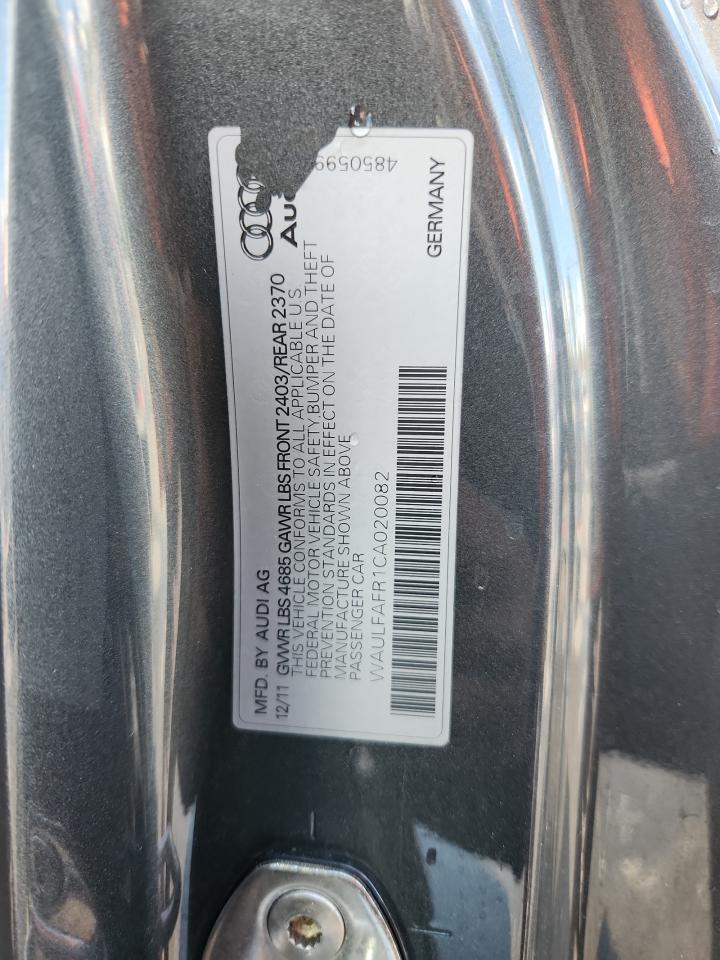 MFD. BY AUDI AG
12/11 GVWR LBS 4685 GAWR LBS FRONT 2403/REAR 2370
THIS VEHICLE CONFORMS TO ALL APPLICABLE U.S.
FEDERAL MOTOR VEHICLE SAFETY, BUMPER AND THEFT
PREVENTION STANDARDS IN EFFECT ON THE DATE OF
MANUFACTURE SHOWN ABOVE
PASSENGER CAR
WAULFAFR1CA020082
GERMANY